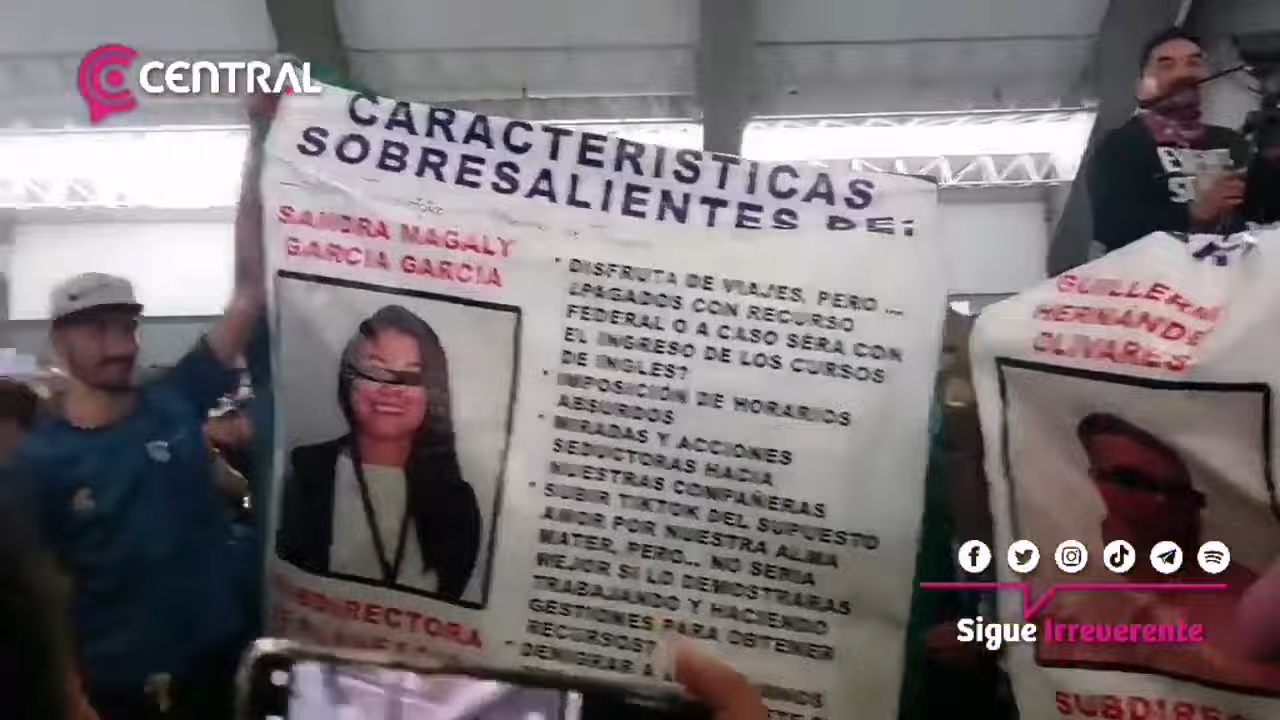 CENTRAL
CARACTERISTICAS
SOBRESALIENTES DE:
SANDRA MAGALY
GARCIA GARCIA
* DISFRUTA DE VIAJES, PERO ...
¿PAGADOS CON RECURSO
FEDERAL O A CASO SERA CON
EL INGRESO DE LOS CURSOS
DE INGLES?
* IMPOSICIÓN DE HORARIOS
ABSURDOS
* MIRADAS Y ACCIONES
SEDUCTORAS HACIA
NUESTRAS COMPAÑERAS
* SUBIR TIKTOK DEL SUPUESTO
AMOR POR NUESTRA ALMA
MATER, PERO... NO SERIA
MEJOR SI LO DEMOSTRARAS
TRABAJANDO Y HACIENDO
GESTIONES PARA OBTENER
RECURSOS?
* DENIGRAR A
SUBDIRECTORA
HERNANDE
OLIVARES
Sigue Irreverente